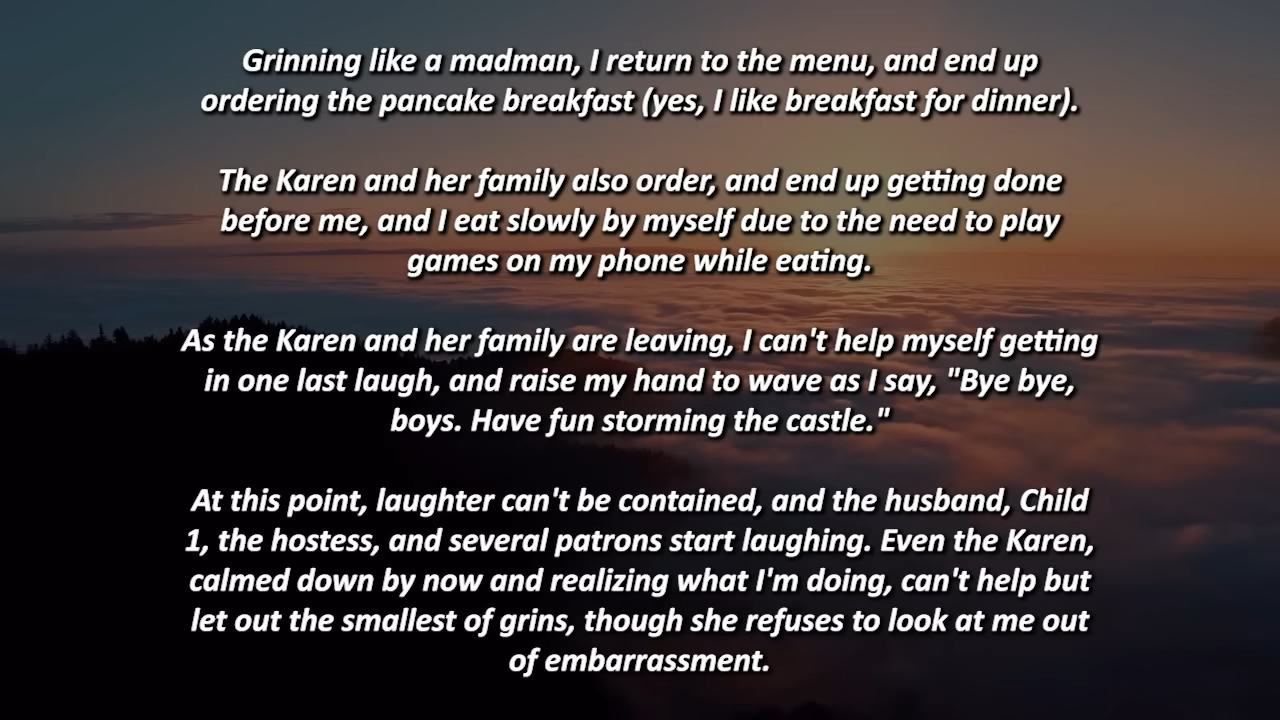 Grinning like a madman, I return to the menu, and end up
ordering the pancake breakfast (yes, I like breakfast for dinner).
The Karen and her family also order, and end up getting done
before me, and I eat slowly by myself due to the need to play
games on my phone while eating.
As the Karen and her family are leaving, I can't help myself getting
in one last laugh, and raise my hand to wave as I say, "Bye bye,
boys. Have fun storming the castle."
At this point, laughter can't be contained, and the husband, Child
1, the hostess, and several patrons start laughing. Even the Karen,
calmed down by now and realizing what I'm doing, can't help but
let out the smallest of grins, though she refuses to look at me out
of embarrassment.